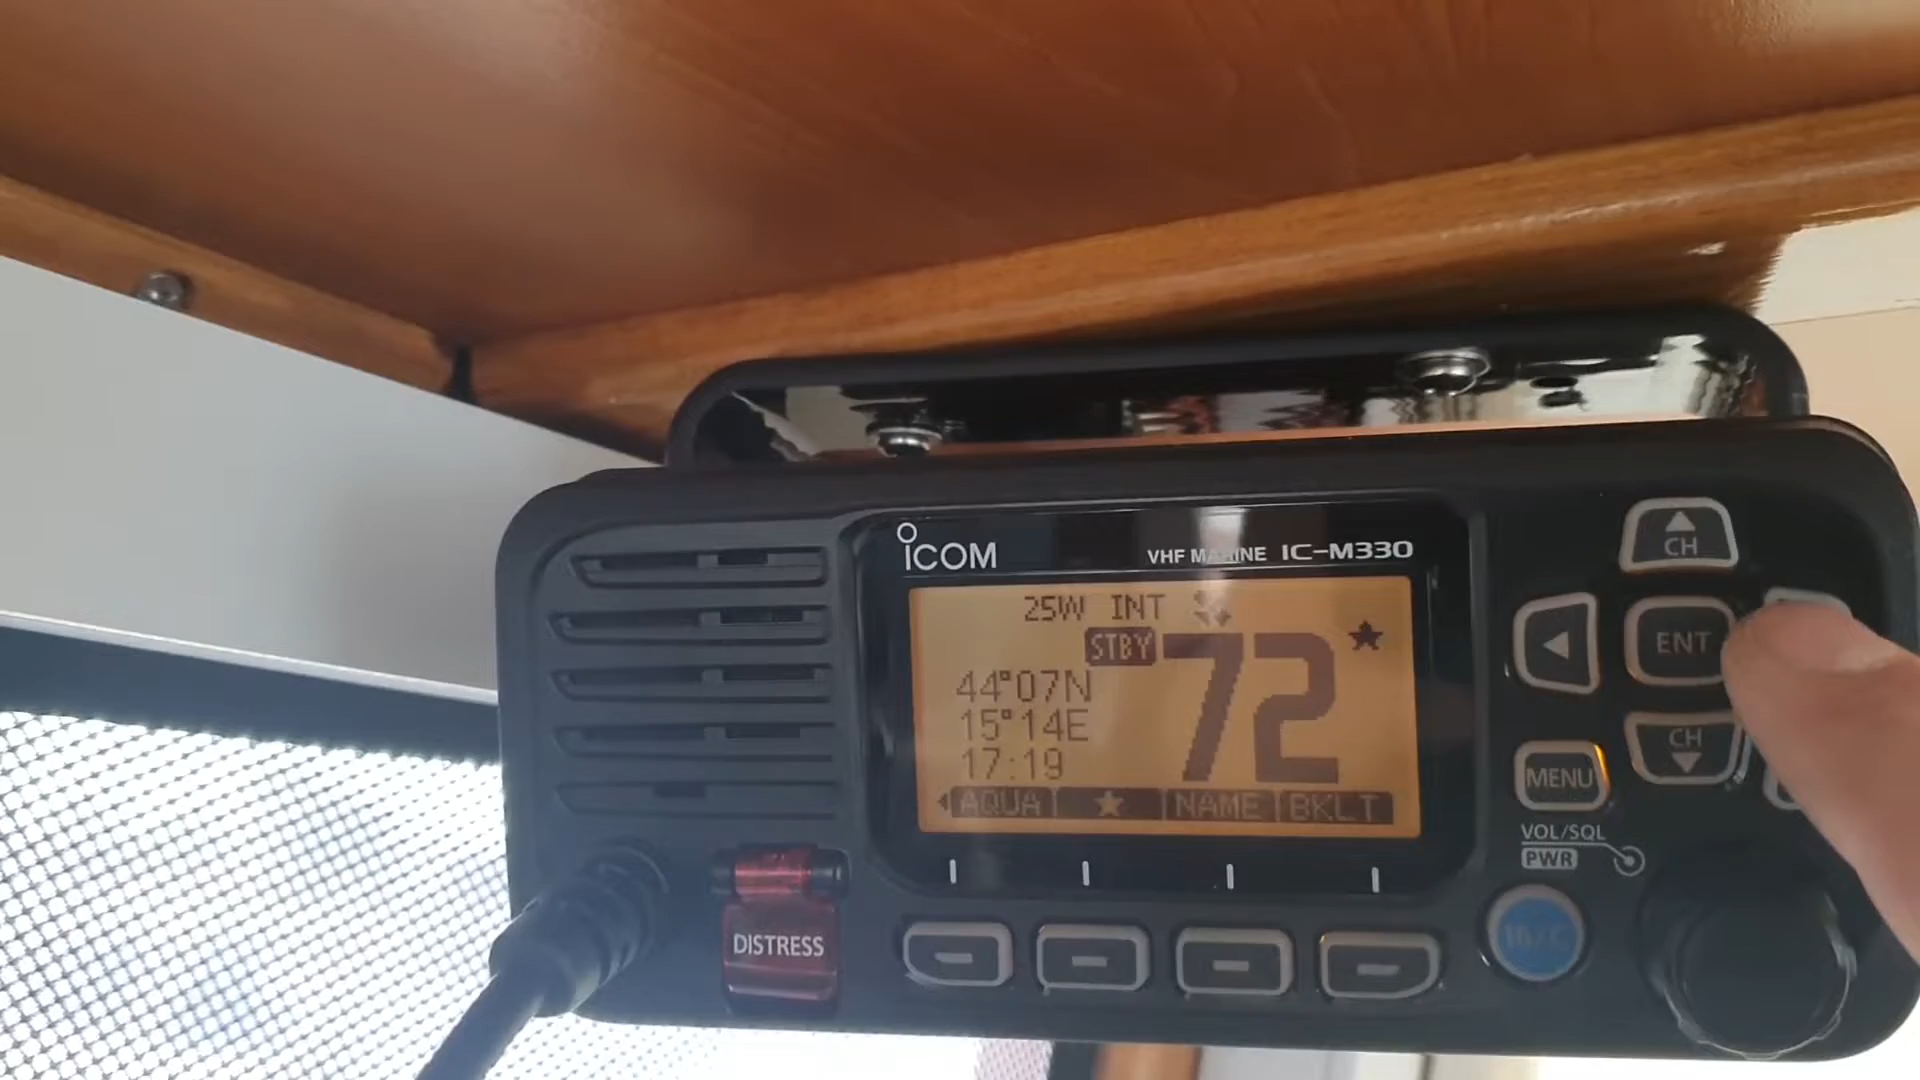 ICOM
VHF MARINE IC-M330
25W INT
STBY
72
44°07N
15°14E
17:19
AQUA ★ NAME BKLT
CH
ENT
CH
MENU
VOL/SQL
PWR
DISTRESS
16/C